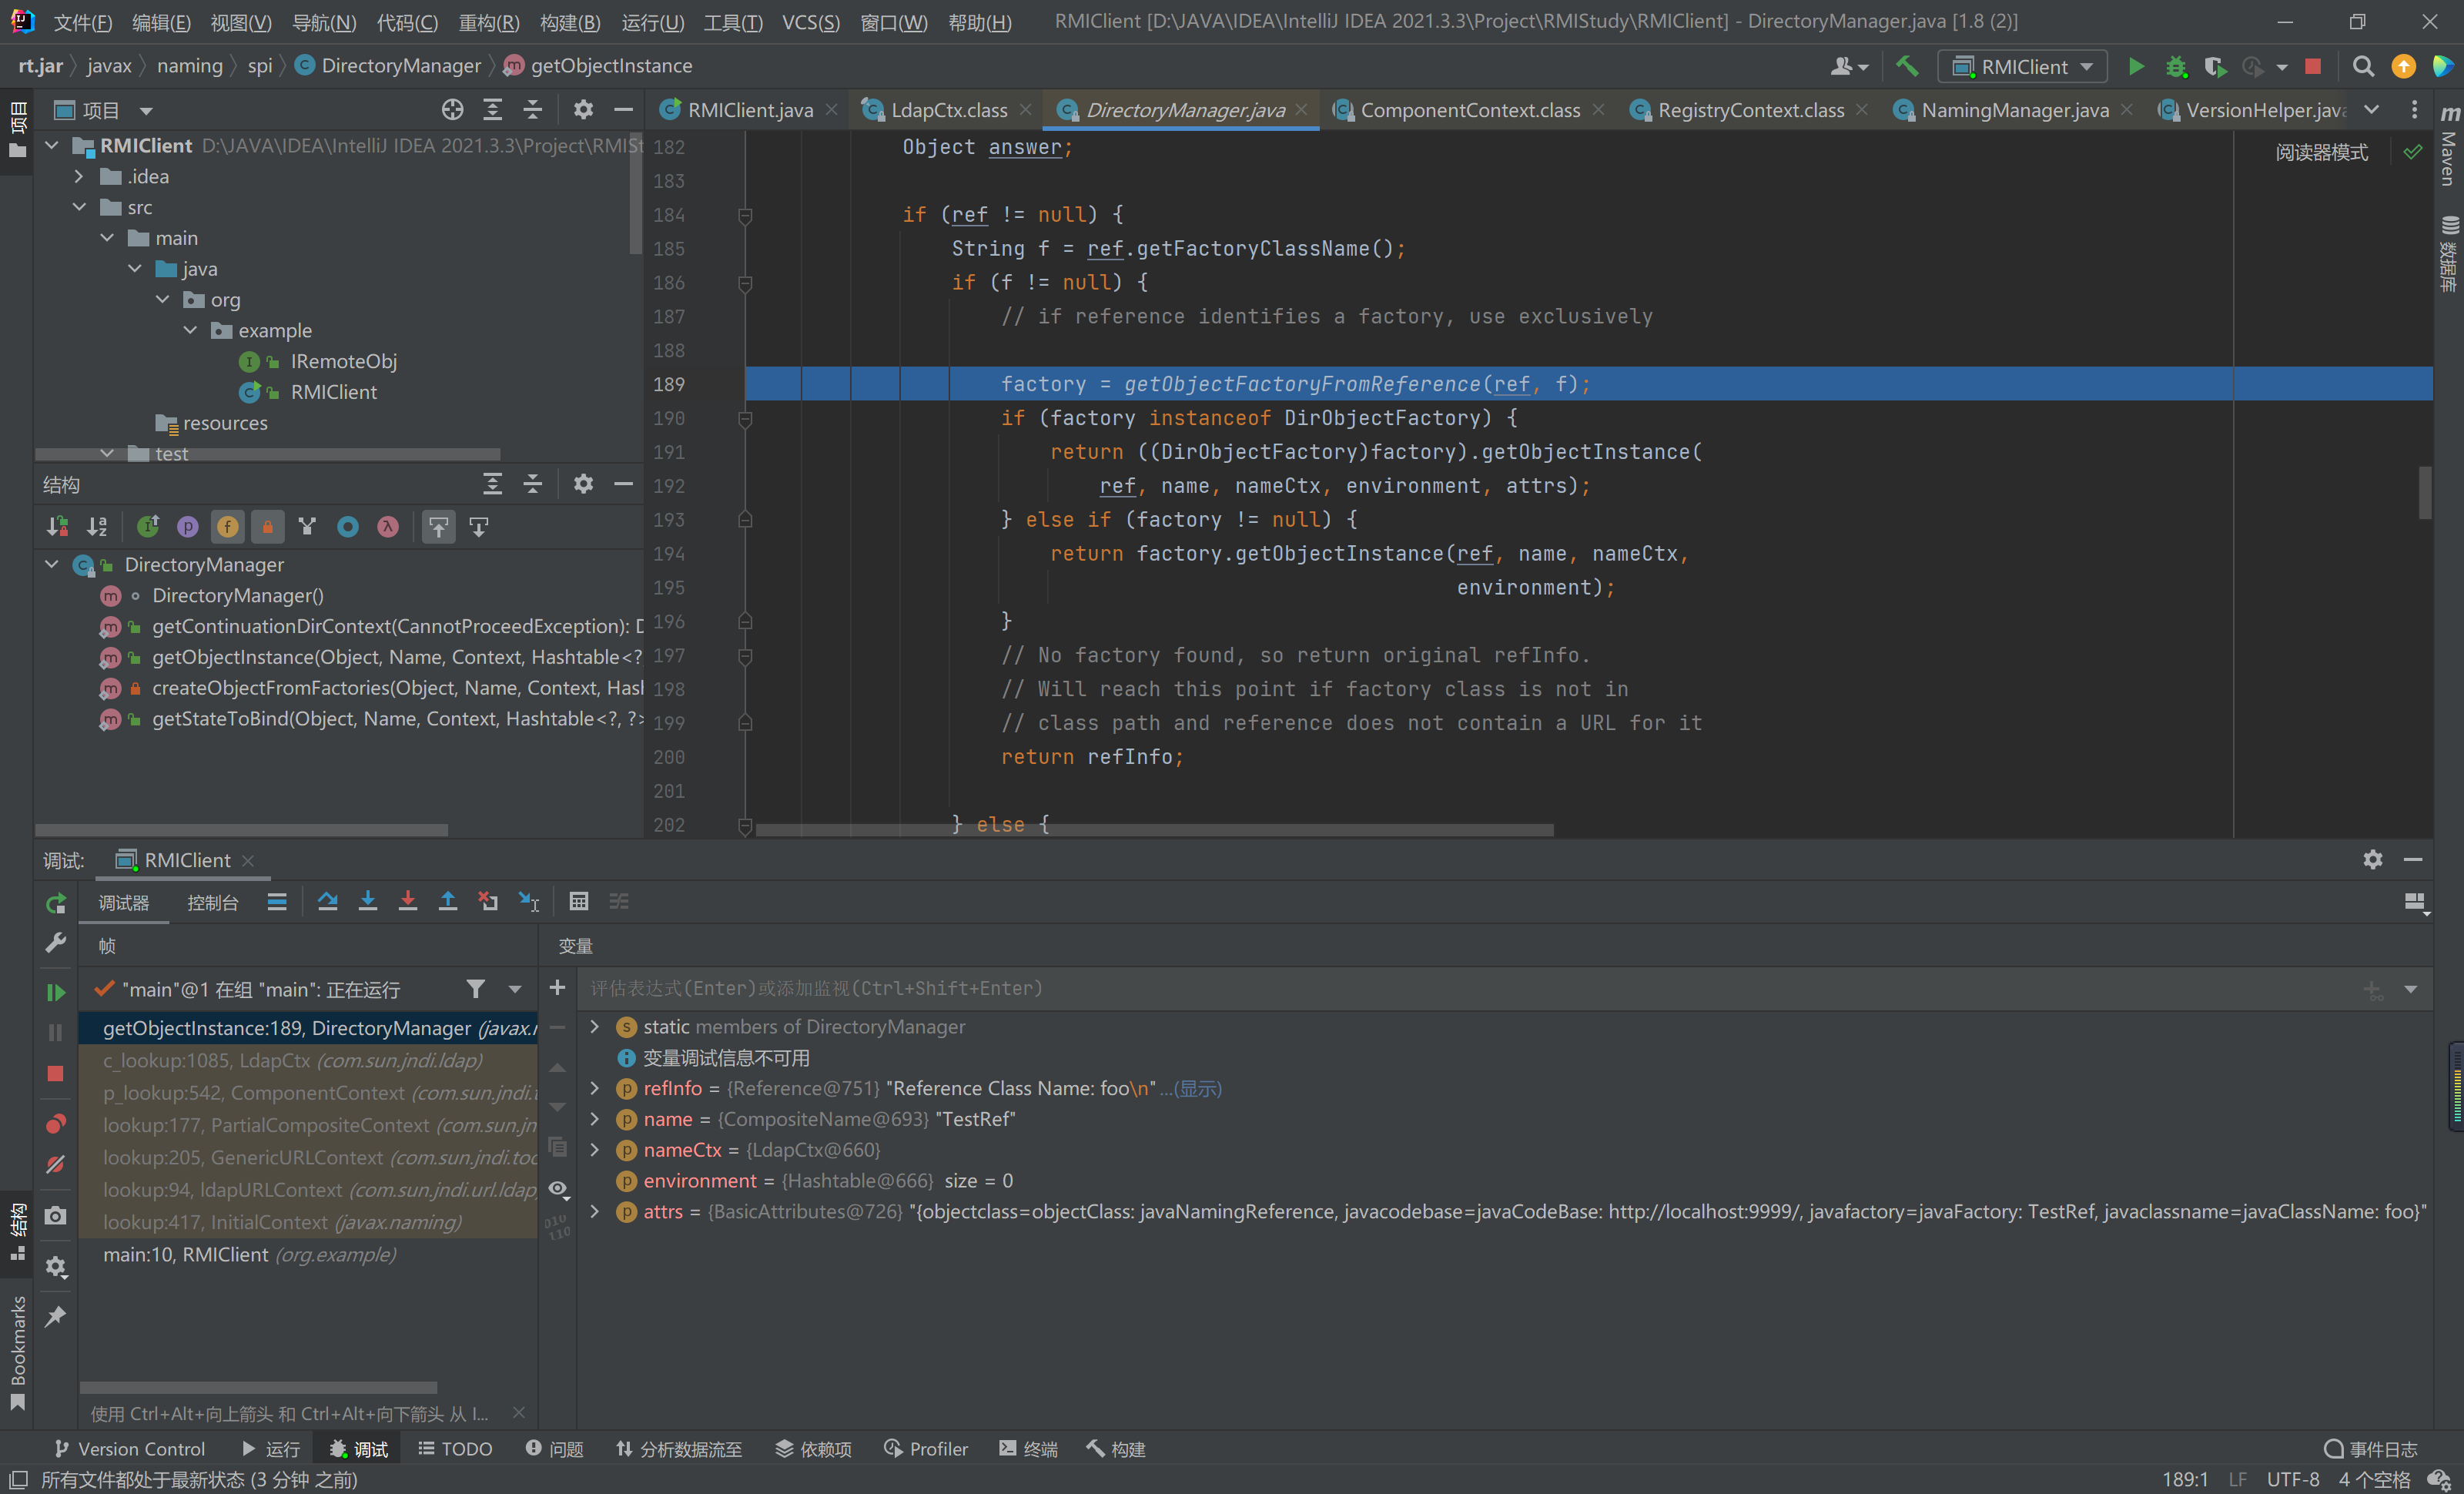 文件(F) 编辑(E) 视图(V) 导航(N) 代码(C) 重构(R) 构建(B) 运行(U) 工具(T) VCS(S) 窗口(W) 帮助(H) RMIClient [D:\JAVA\IDEA\IntelliJ IDEA 2021.3.3\Project\RMIStudy\RMIClient] - DirectoryManager.java [1.8 (2)]
rt.jar javax naming spi DirectoryManager getObjectInstance
RMIClient
项目
项目
RMIClient.java LdapCtx.class DirectoryManager.java ComponentContext.class RegistryContext.class NamingManager.java VersionHelper.java
RMIClient D:\JAVA\IDEA\IntelliJ IDEA 2021.3.3\Project\RMISt
.idea
src
main
java
org
example
IRemoteObj
RMIClient
resources
test
结构
DirectoryManager
DirectoryManager()
getContinuationDirContext(CannotProceedException): D
getObjectInstance(Object, Name, Context, Hashtable<?
createObjectFromFactories(Object, Name, Context, Hasl
getStateToBind(Object, Name, Context, Hashtable<?, ?>
阅读器模式
Maven
数据库
182 Object answer;
183
184 if (ref != null) {
185 String f = ref.getFactoryClassName();
186 if (f != null) {
187 // if reference identifies a factory, use exclusively
188
189 factory = getObjectFactoryFromReference(ref, f);
190 if (factory instanceof DirObjectFactory) {
191 return ((DirObjectFactory)factory).getObjectInstance(
192 ref, name, nameCtx, environment, attrs);
193 } else if (factory != null) {
194 return factory.getObjectInstance(ref, name, nameCtx,
195 environment);
196 }
197 // No factory found, so return original refInfo.
198 // Will reach this point if factory class is not in
199 // class path and reference does not contain a URL for it
200 return refInfo;
201
202 } else {
调试: RMIClient
调试器 控制台
帧
变量
"main"@1 在组 "main": 正在运行
评估表达式(Enter)或添加监视(Ctrl+Shift+Enter)
getObjectInstance:189, DirectoryManager (javax.n
c_lookup:1085, LdapCtx (com.sun.jndi.ldap)
p_lookup:542, ComponentContext (com.sun.jndi.t
lookup:177, PartialCompositeContext (com.sun.jn
lookup:205, GenericURLContext (com.sun.jndi.too
lookup:94, ldapURLContext (com.sun.jndi.url.ldap
lookup:417, InitialContext (javax.naming)
main:10, RMIClient (org.example)
static members of DirectoryManager
变量调试信息不可用
refInfo = {Reference@751} "Reference Class Name: foo\n" ...(显示)
name = {CompositeName@693} "TestRef"
nameCtx = {LdapCtx@660}
environment = {Hashtable@666} size = 0
attrs = {BasicAttributes@726} "{objectclass=objectClass: javaNamingReference, javacodebase=javaCodeBase: http://localhost:9999/, javafactory=javaFactory: TestRef, javaclassname=javaClassName: foo}"
结构
Bookmarks
使用 Ctrl+Alt+向上箭头 和 Ctrl+Alt+向下箭头 从 I...
Version Control 运行 调试 TODO 问题 分析数据流至 依赖项 Profiler 终端 构建 事件日志
所有文件都处于最新状态 (3 分钟 之前) 189:1 LF UTF-8 4 个空格